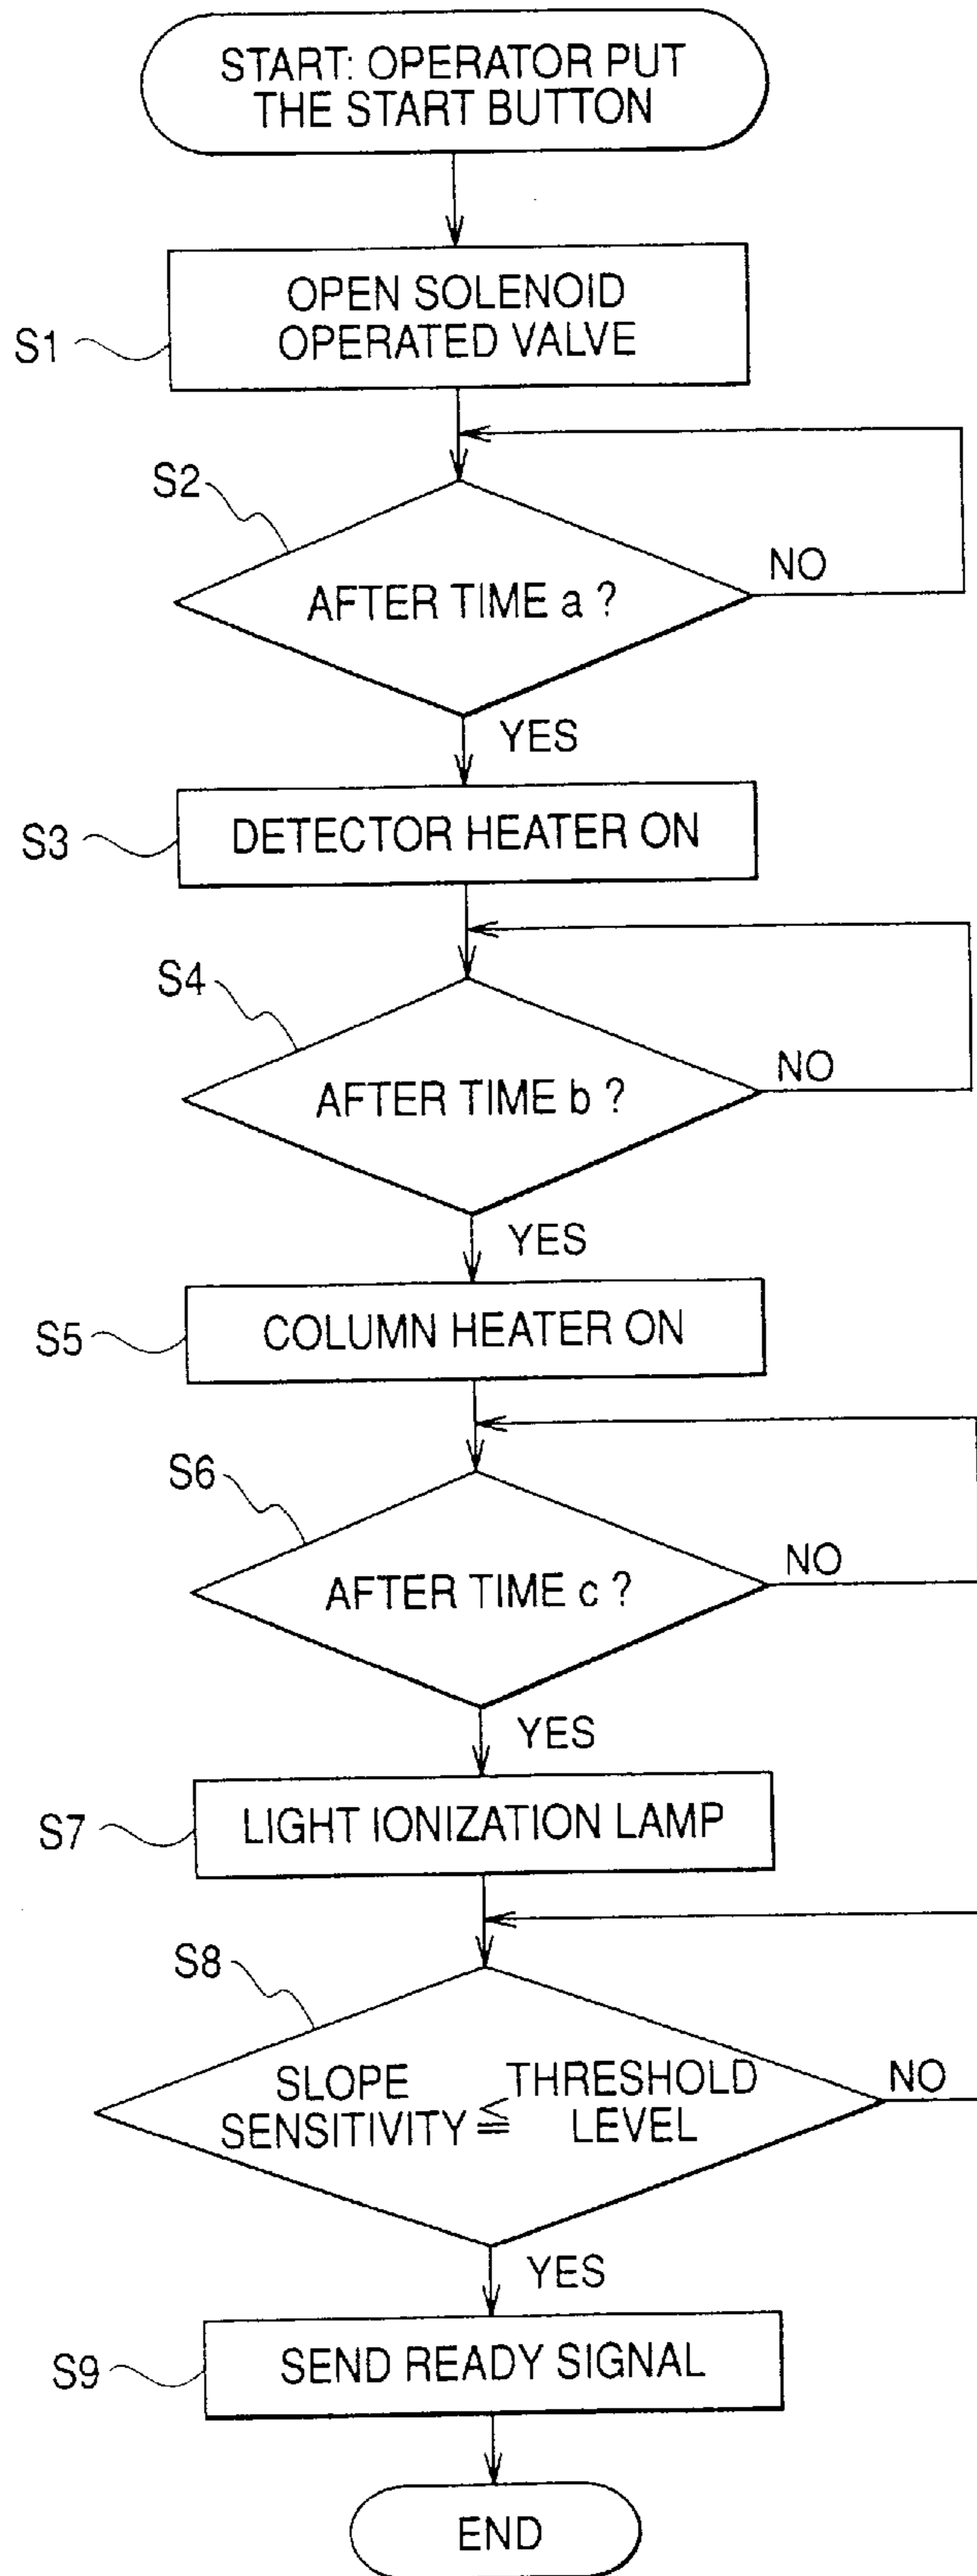 START: OPERATOR PUT
THE START BUTTON
OPEN SOLENOID
OPERATED VALVE
S1
S2
AFTER TIME a ?
NO
YES
S3
DETECTOR HEATER ON
S4
AFTER TIME b ?
NO
YES
S5
COLUMN HEATER ON
S6
AFTER TIME c ?
NO
YES
S7
LIGHT IONIZATION LAMP
S8
SLOPE
SENSITIVITY
≦
THRESHOLD
LEVEL
NO
YES
S9
SEND READY SIGNAL
END